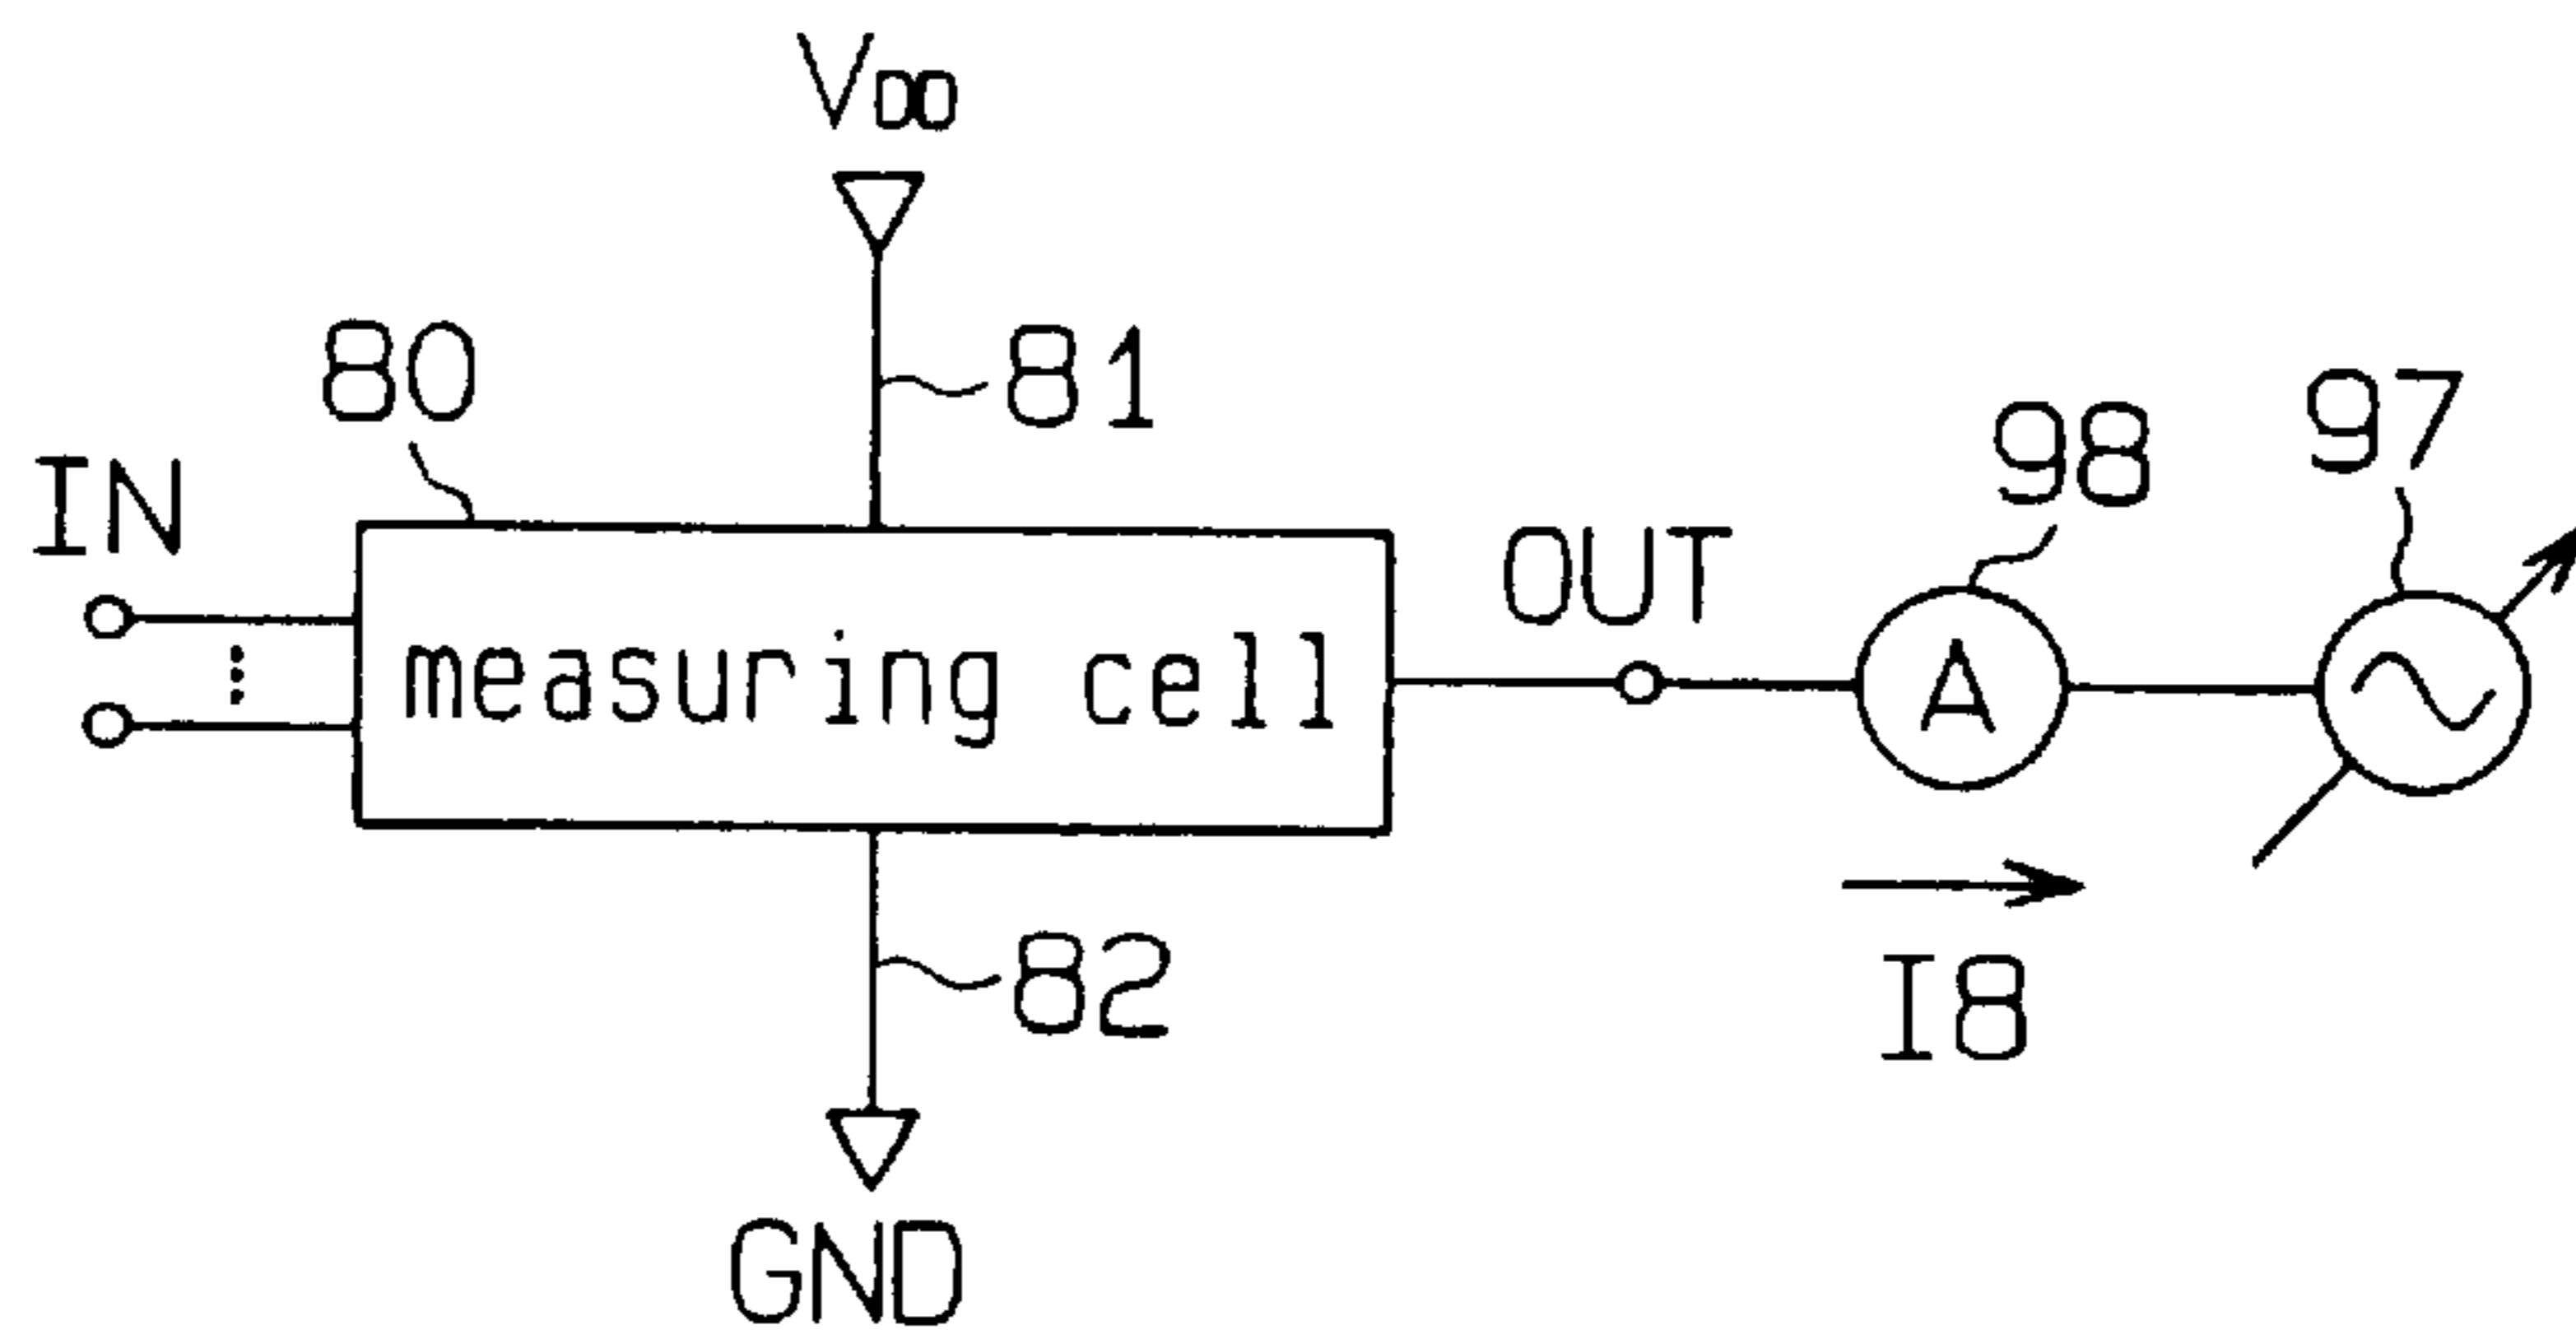 VDD
80
81
IN
98
97
OUT
measuring cell
A
82
I8
GND